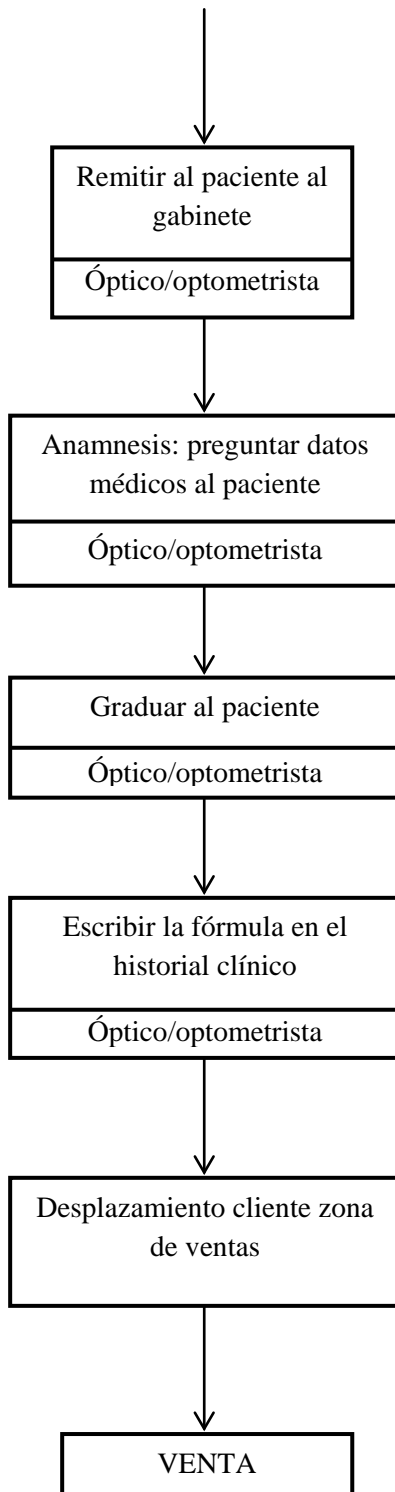 Remitir al paciente al
gabinete
Óptico/optometrista
Anamnesis: preguntar datos
médicos al paciente
Óptico/optometrista
Graduar al paciente
Óptico/optometrista
Escribir la fórmula en el
historial clínico
Óptico/optometrista
Desplazamiento cliente zona
de ventas
VENTA